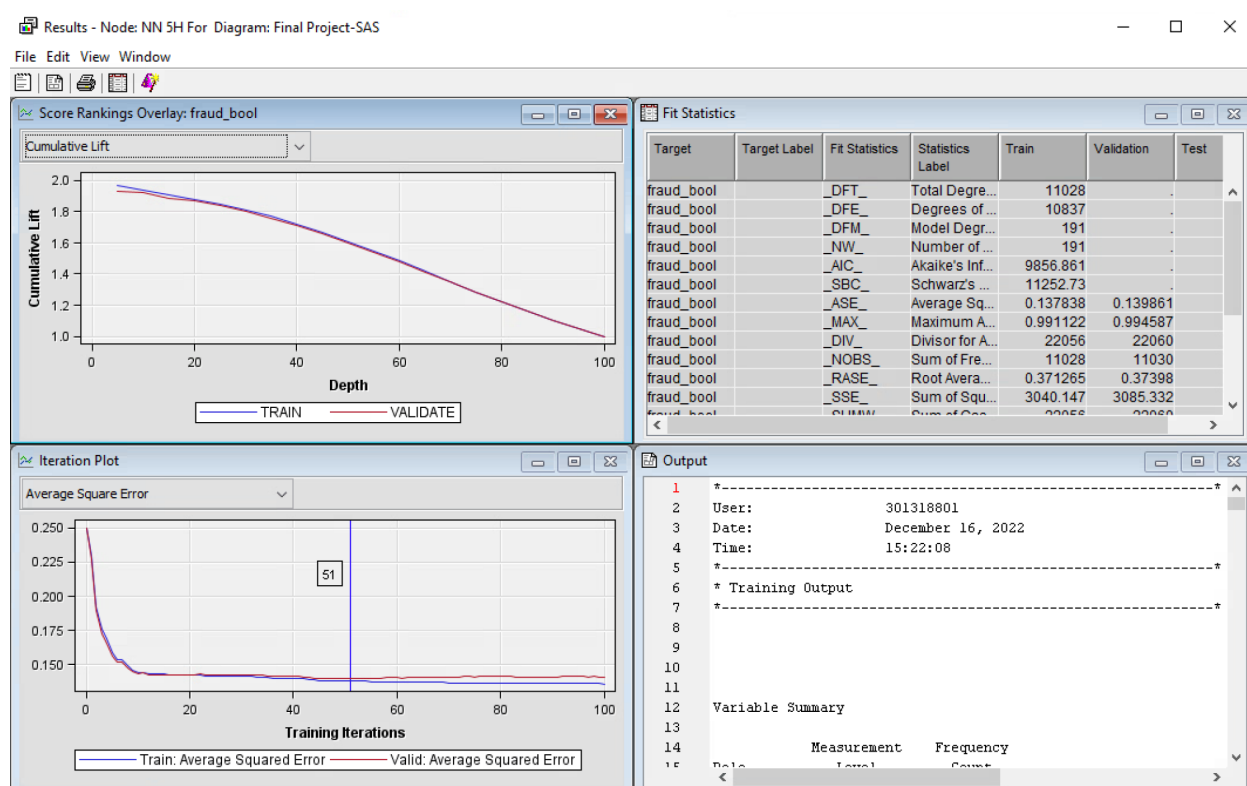 Results - Node: NN 5H For Diagram: Final Project-SAS
File Edit View Window
Score Rankings Overlay: fraud_bool
Cumulative Lift
2.0
1.8
1.6
1.4
1.2
1.0
Cumulative Lift
0 20 40 60 80 100
Depth
TRAIN VALIDATE
Fit Statistics
Target Target Label Fit Statistics Statistics Label Train Validation Test
fraud_bool _DFT_ Total Degre... 11028 .
fraud_bool _DFE_ Degrees of ... 10837 .
fraud_bool _DFM_ Model Degr... 191 .
fraud_bool _NW_ Number of ... 191 .
fraud_bool _AIC_ Akaike's Inf... 9856.861 .
fraud_bool _SBC_ Schwarz's ... 11252.73 .
fraud_bool _ASE_ Average Sq... 0.137838 0.139861
fraud_bool _MAX_ Maximum A... 0.991122 0.994587
fraud_bool _DIV_ Divisor for A... 22056 22060
fraud_bool _NOBS_ Sum of Fre... 11028 11030
fraud_bool _RASE_ Root Avera... 0.371265 0.37398
fraud_bool _SSE_ Sum of Squ... 3040.147 3085.332
Iteration Plot
Average Square Error
0.250
0.225
0.200
0.175
0.150
51
0 20 40 60 80 100
Training Iterations
Train: Average Squared Error Valid: Average Squared Error
Output
1 *------------------------------------------------------------*
2 User: 301318801
3 Date: December 16, 2022
4 Time: 15:22:08
5 *------------------------------------------------------------*
6 * Training Output
7 *------------------------------------------------------------*
8
9
10
11
12 Variable Summary
13
14 Measurement Frequency
15 Role Level Count